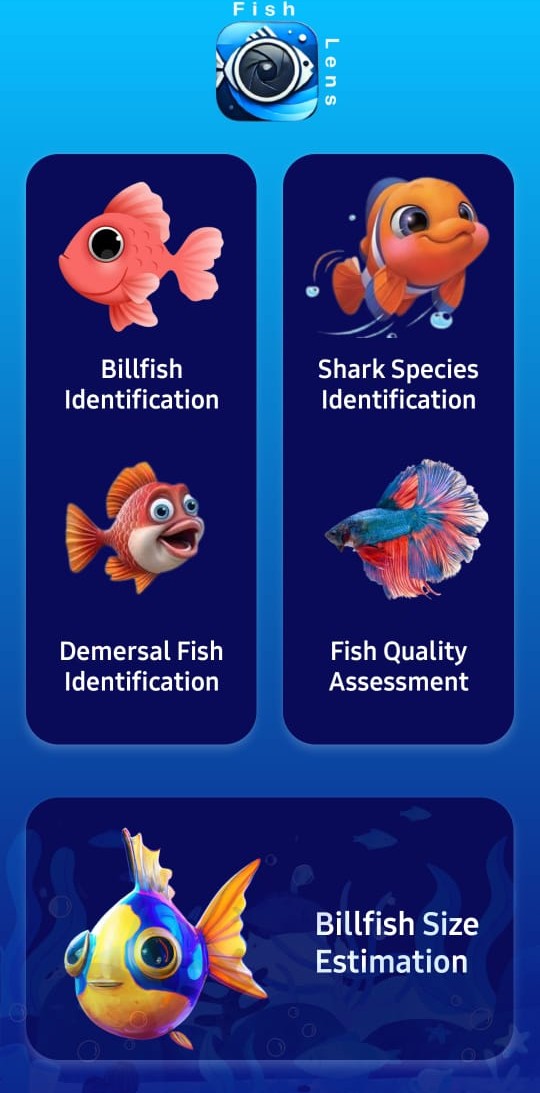 Fish
Lens
Billfish
Identification
Shark Species
Identification
Demersal Fish
Identification
Fish Quality
Assessment
Billfish Size
Estimation